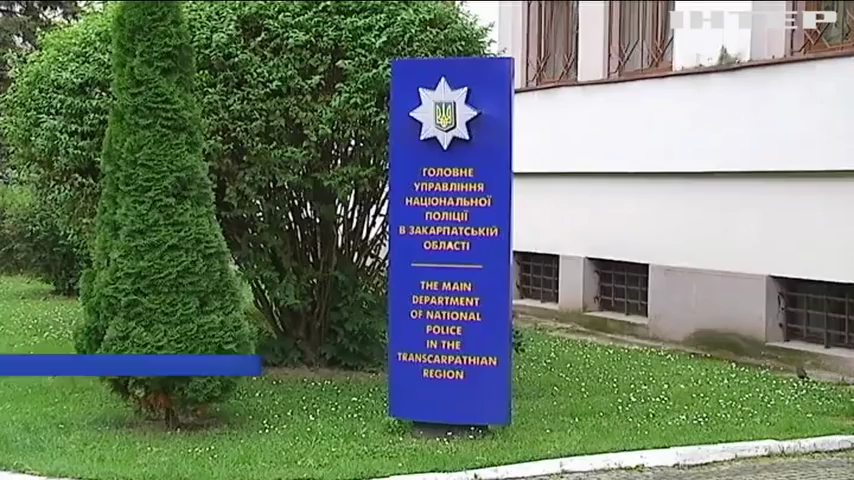 ІНТЕР
ГОЛОВНЕ
УПРАВЛІННЯ
НАЦІОНАЛЬНОЇ
ПОЛІЦІЇ
В ЗАКАРПАТСЬКІЙ
ОБЛАСТІ
THE MAIN
DEPARTMENT
OF NATIONAL
POLICE
IN THE
TRANSCARPATHIAN
REGION